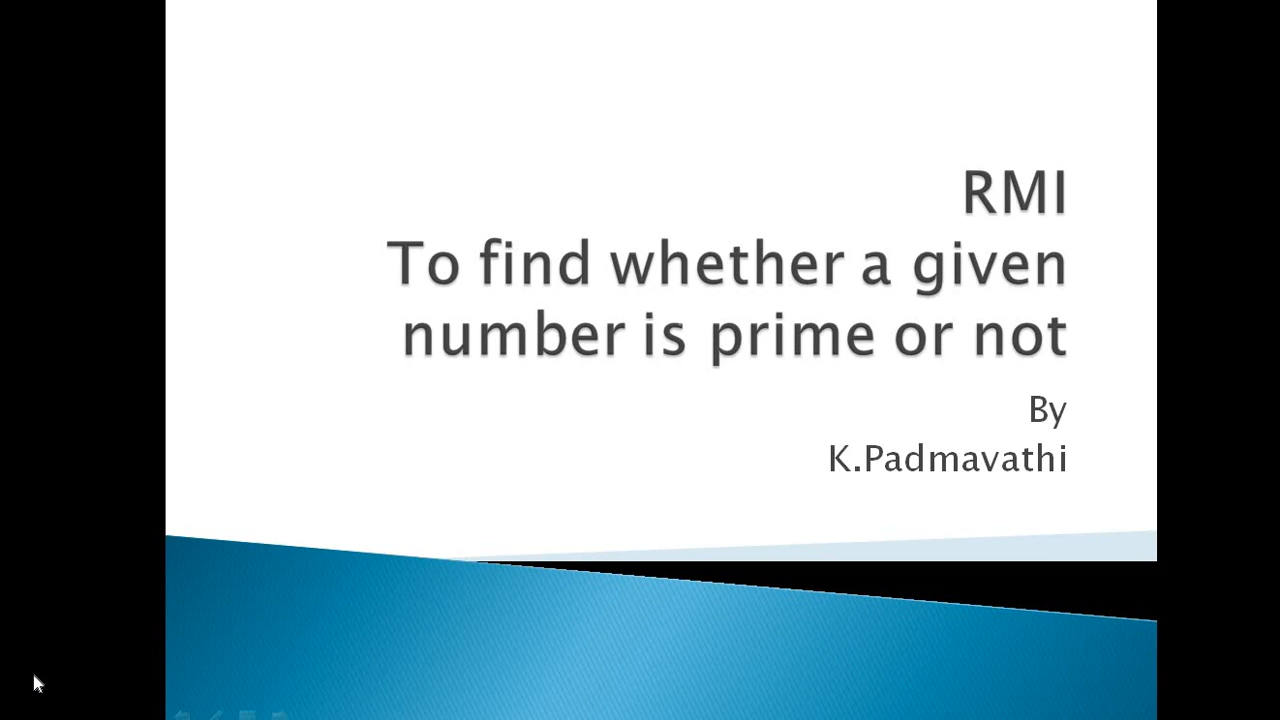 RMI
To find whether a given
number is prime or not
By
K.Padmavathi